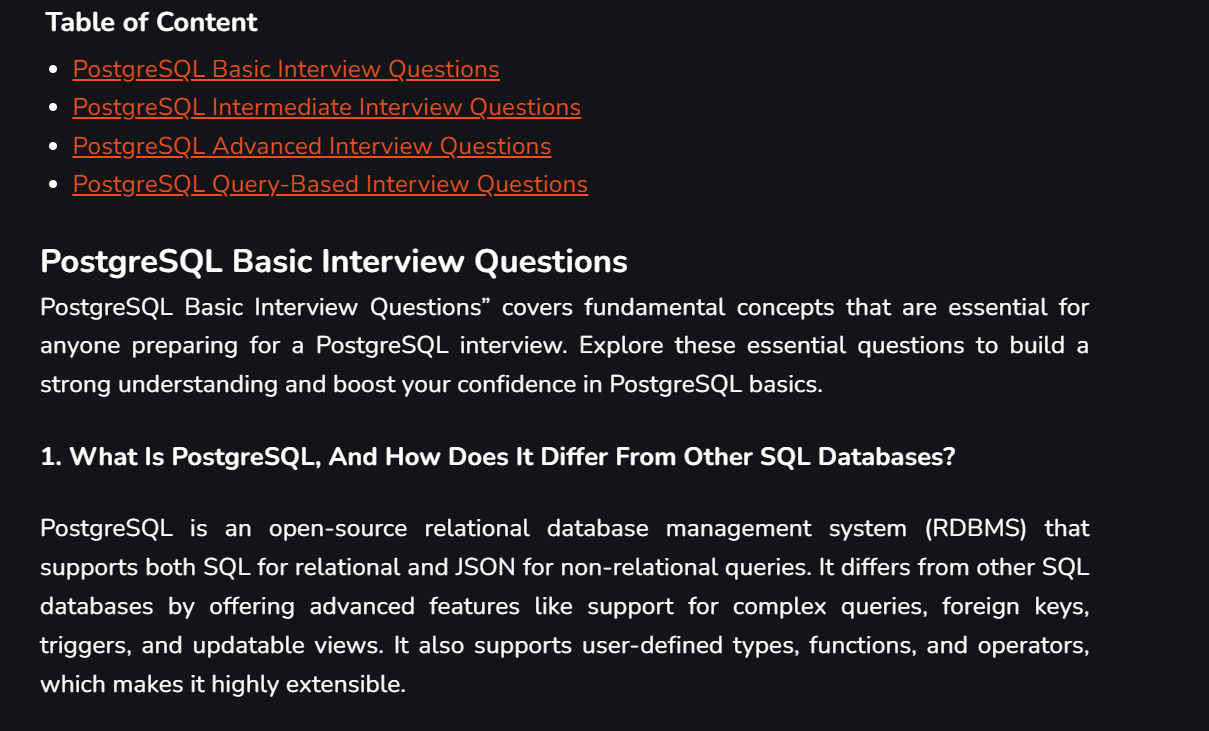 Table of Content
PostgreSQL Basic Interview Questions
PostgreSQL Intermediate Interview Questions
PostgreSQL Advanced Interview Questions
PostgreSQL Query-Based Interview Questions
PostgreSQL Basic Interview Questions
PostgreSQL Basic Interview Questions” covers fundamental concepts that are essential for
anyone preparing for a PostgreSQL interview. Explore these essential questions to build a
strong understanding and boost your confidence in PostgreSQL basics.
1. What Is PostgreSQL, And How Does It Differ From Other SQL Databases?
PostgreSQL is an open-source relational database management system (RDBMS) that
supports both SQL for relational and JSON for non-relational queries. It differs from other SQL
databases by offering advanced features like support for complex queries, foreign keys,
triggers, and updatable views. It also supports user-defined types, functions, and operators,
which makes it highly extensible.